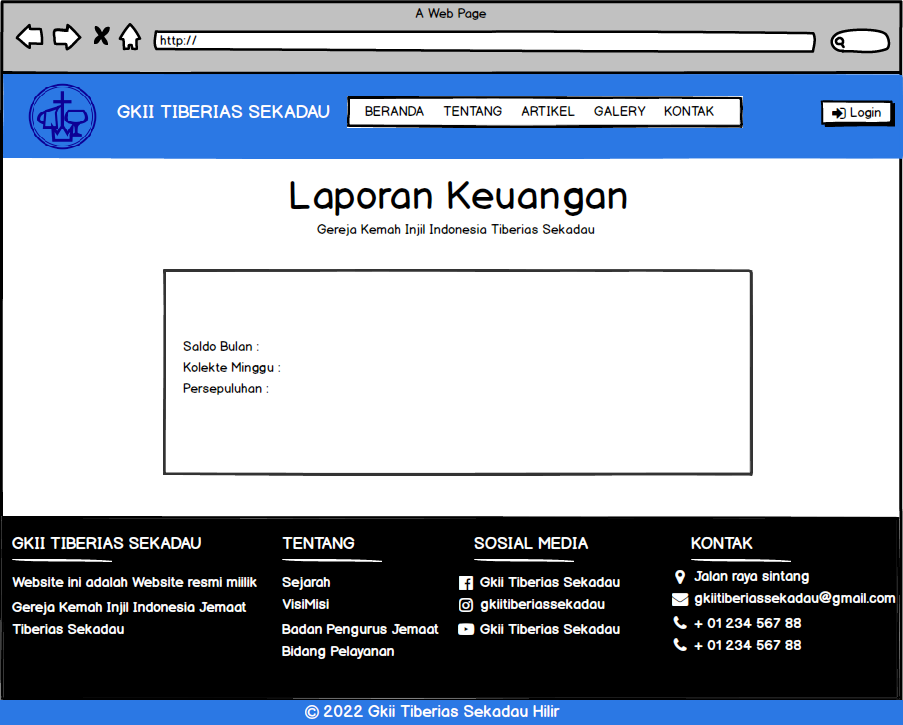 A Web Page
http://
GKII TIBERIAS SEKADAU
BERANDA TENTANG ARTIKEL GALERY KONTAK
Login
Laporan Keuangan
Gereja Kemah Injil Indonesia Tiberias Sekadau
Saldo Bulan :
Kolekte Minggu :
Persepuluhan :
GKII TIBERIAS SEKADAU
Website ini adalah Website resmi miilik
Gereja Kemah Injil Indonesia Jemaat
Tiberias Sekadau
TENTANG
Sejarah
VisiMisi
Badan Pengurus Jemaat
Bidang Pelayanan
SOSIAL MEDIA
Gkii Tiberias Sekadau
gkiitiberiassekadau
Gkii Tiberias Sekadau
KONTAK
Jalan raya sintang
gkiitiberiassekadau@gmail.com
+ 01 234 567 88
+ 01 234 567 88
© 2022 Gkii Tiberias Sekadau Hilir